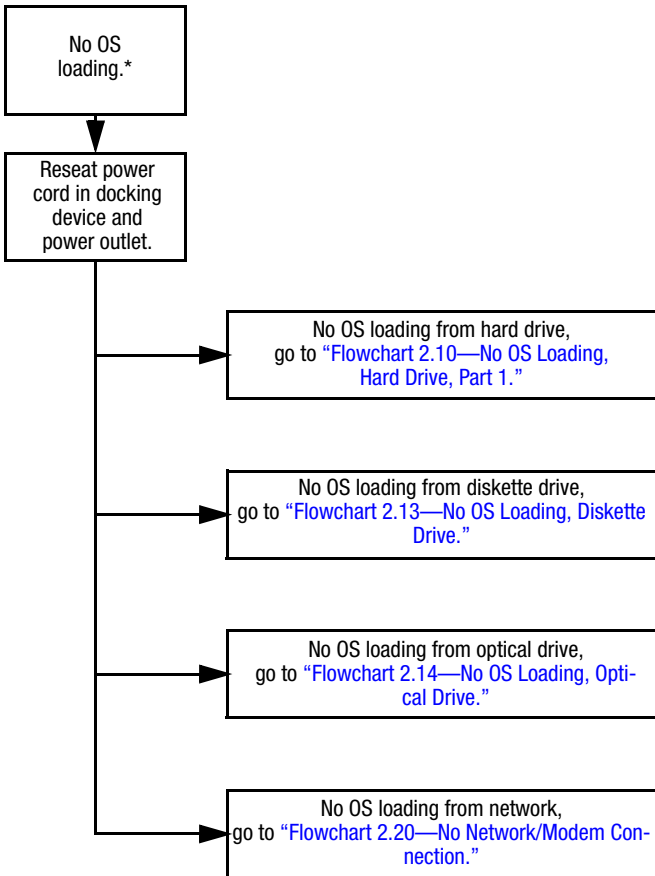 No OS
loading.*
Reseat power
cord in docking
device and
power outlet.
No OS loading from hard drive,
go to “Flowchart 2.10—No OS Loading,
Hard Drive, Part 1.”
No OS loading from diskette drive,
go to “Flowchart 2.13—No OS Loading, Diskette
Drive.”
No OS loading from optical drive,
go to “Flowchart 2.14—No OS Loading, Opti-
cal Drive.”
No OS loading from network,
go to “Flowchart 2.20—No Network/Modem Con-
nection.”